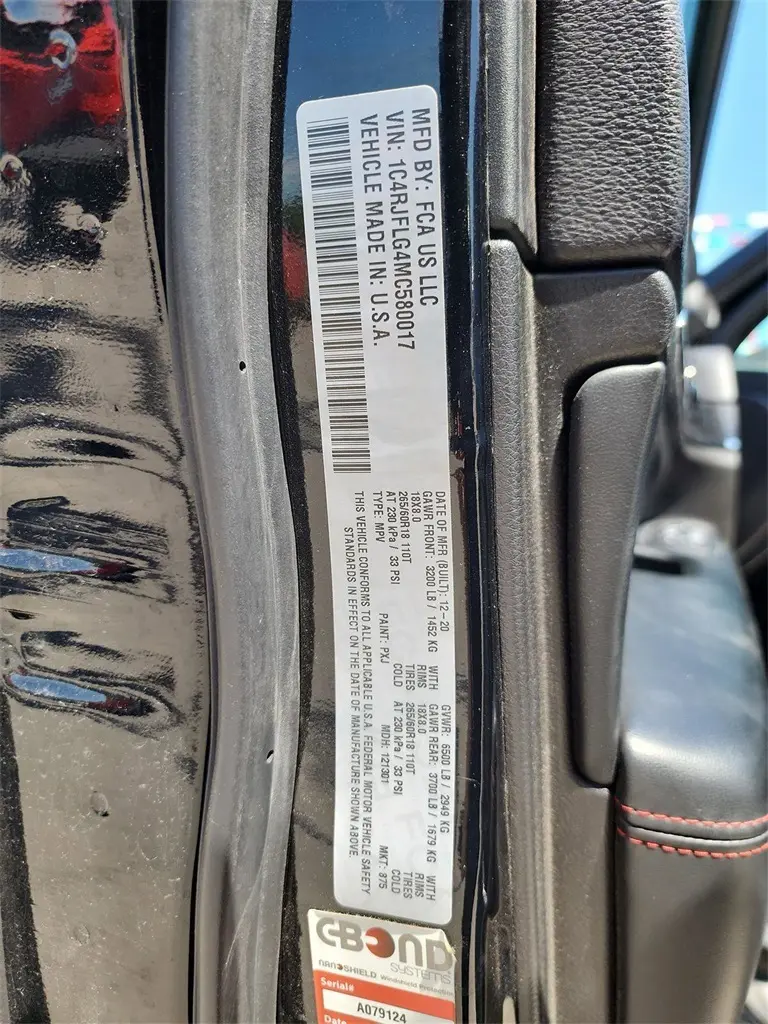 MFD BY: FCA US LLC
VIN: 1C4RJFLG4MC580017
VEHICLE MADE IN: U.S.A.
DATE OF MFR (BUILT): 12-20 GVWR: 6500 LB / 2949 KG
GAWR FRONT: 3200 LB / 1452 KG WITH GAWR REAR: 3700 LB / 1679 KG WITH
18X8.0 RIMS 18X8.0 RIMS
265/60R18 110T TIRES 265/60R18 110T TIRES
AT 230 kPa / 33 PSI COLD AT 230 kPa / 33 PSI COLD
TYPE: MPV PAINT: PXJ MDH: 121301 MKT: 875
THIS VEHICLE CONFORMS TO ALL APPLICABLE U.S.A. FEDERAL MOTOR VEHICLE SAFETY
STANDARDS IN EFFECT ON THE DATE OF MANUFACTURE SHOWN ABOVE.
C-BOND
SYSTEMS
NANOSHIELD Windshield Protection
Serial#
A079124
Date